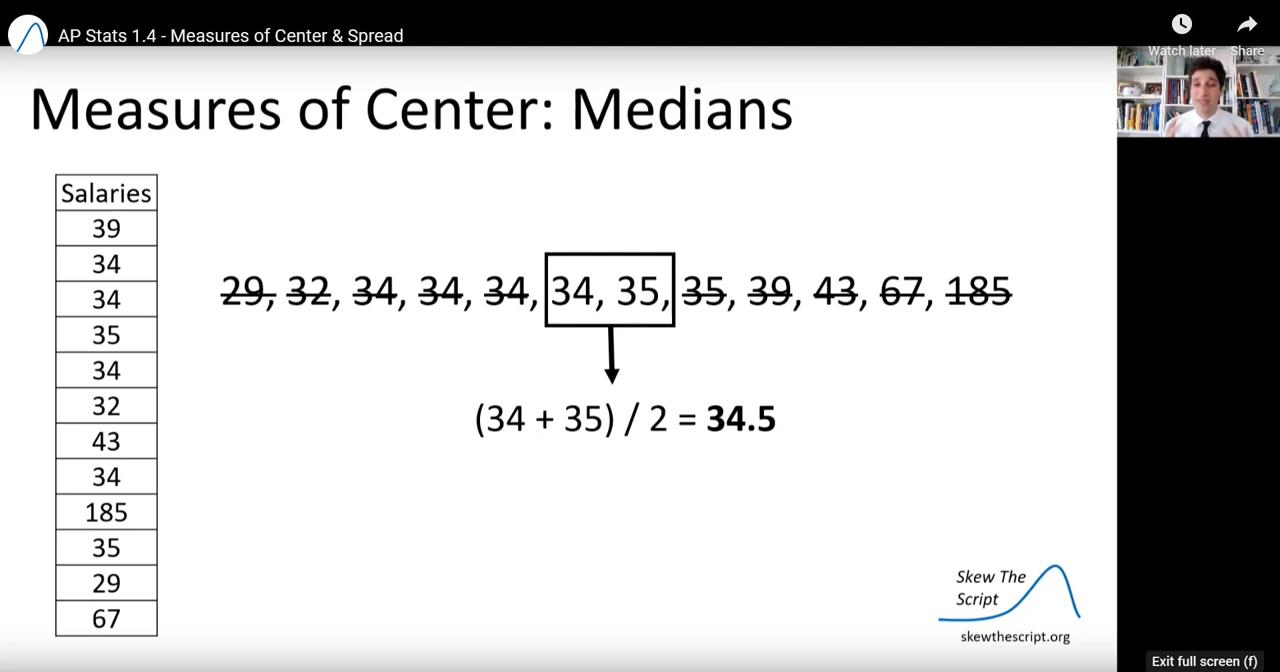 AP Stats 1.4 - Measures of Center & Spread
Watch later
Share
Measures of Center: Medians
Salaries
39
34
34
35
34
32
43
34
185
35
29
67
29, 32, 34, 34, 34, 34, 35, 35, 39, 43, 67, 185
(34 + 35) / 2 = 34.5
Skew The
Script
skewthescript.org
Exit full screen (f)